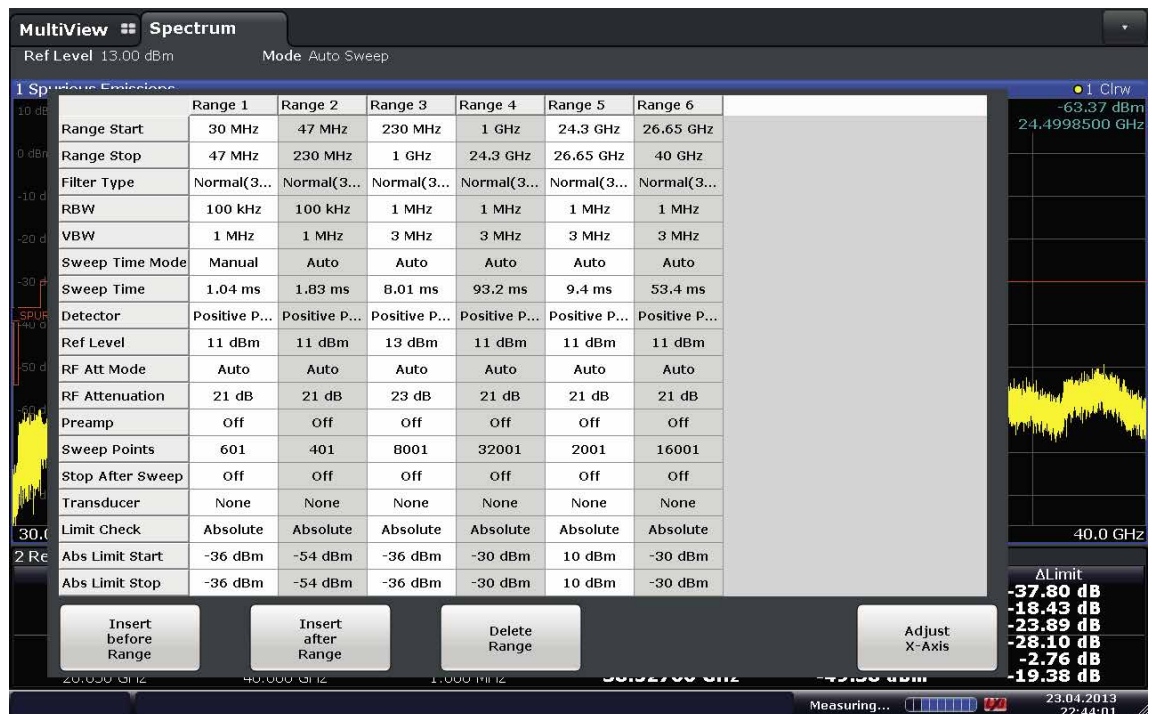 MultiView Spectrum
Ref Level 13.00 dBm Mode Auto Sweep
1 Spurious Emissions 1 Clrw
-63.37 dBm
24.4998500 GHz
Range 1 Range 2 Range 3 Range 4 Range 5 Range 6
Range Start 30 MHz 47 MHz 230 MHz 1 GHz 24.3 GHz 26.65 GHz
Range Stop 47 MHz 230 MHz 1 GHz 24.3 GHz 26.65 GHz 40 GHz
Filter Type Normal(3... Normal(3... Normal(3... Normal(3... Normal(3... Normal(3...
RBW 100 kHz 100 kHz 1 MHz 1 MHz 1 MHz 1 MHz
VBW 1 MHz 1 MHz 3 MHz 3 MHz 3 MHz 3 MHz
Sweep Time Mode Manual Auto Auto Auto Auto Auto
Sweep Time 1.04 ms 1.83 ms 8.01 ms 93.2 ms 9.4 ms 53.4 ms
Detector Positive P... Positive P... Positive P... Positive P... Positive P... Positive P...
Ref Level 11 dBm 11 dBm 13 dBm 11 dBm 11 dBm 11 dBm
RF Att Mode Auto Auto Auto Auto Auto Auto
RF Attenuation 21 dB 21 dB 23 dB 21 dB 21 dB 21 dB
Preamp Off Off Off Off Off Off
Sweep Points 601 401 8001 32001 2001 16001
Stop After Sweep Off Off Off Off Off Off
Transducer None None None None None None
Limit Check Absolute Absolute Absolute Absolute Absolute Absolute
Abs Limit Start -36 dBm -54 dBm -36 dBm -30 dBm 10 dBm -30 dBm
Abs Limit Stop -36 dBm -54 dBm -36 dBm -30 dBm 10 dBm -30 dBm
40.0 GHz
2 Re
ΔLimit
-37.80 dB
-18.43 dB
-23.89 dB
-28.10 dB
-2.76 dB
-19.38 dB
Insert before Range
Insert after Range
Delete Range
Adjust X-Axis
Measuring... 23.04.2013
22:44:01